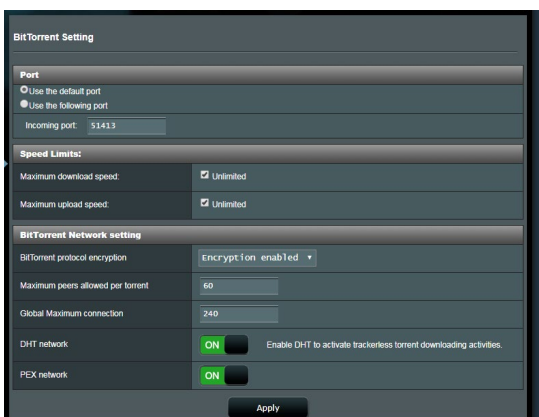 BitTorrent Setting
Port
Use the default port
Use the following port
Incoming port: 51413
Speed Limits:
Maximum download speed: Unlimited
Maximum upload speed: Unlimited
BitTorrent Network setting
BitTorrent protocol encryption Encryption enabled
Maximum peers allowed per torrent 60
Global Maximum connection 240
DHT network ON Enable DHT to activate trackerless torrent downloading activities.
PEX network ON
Apply